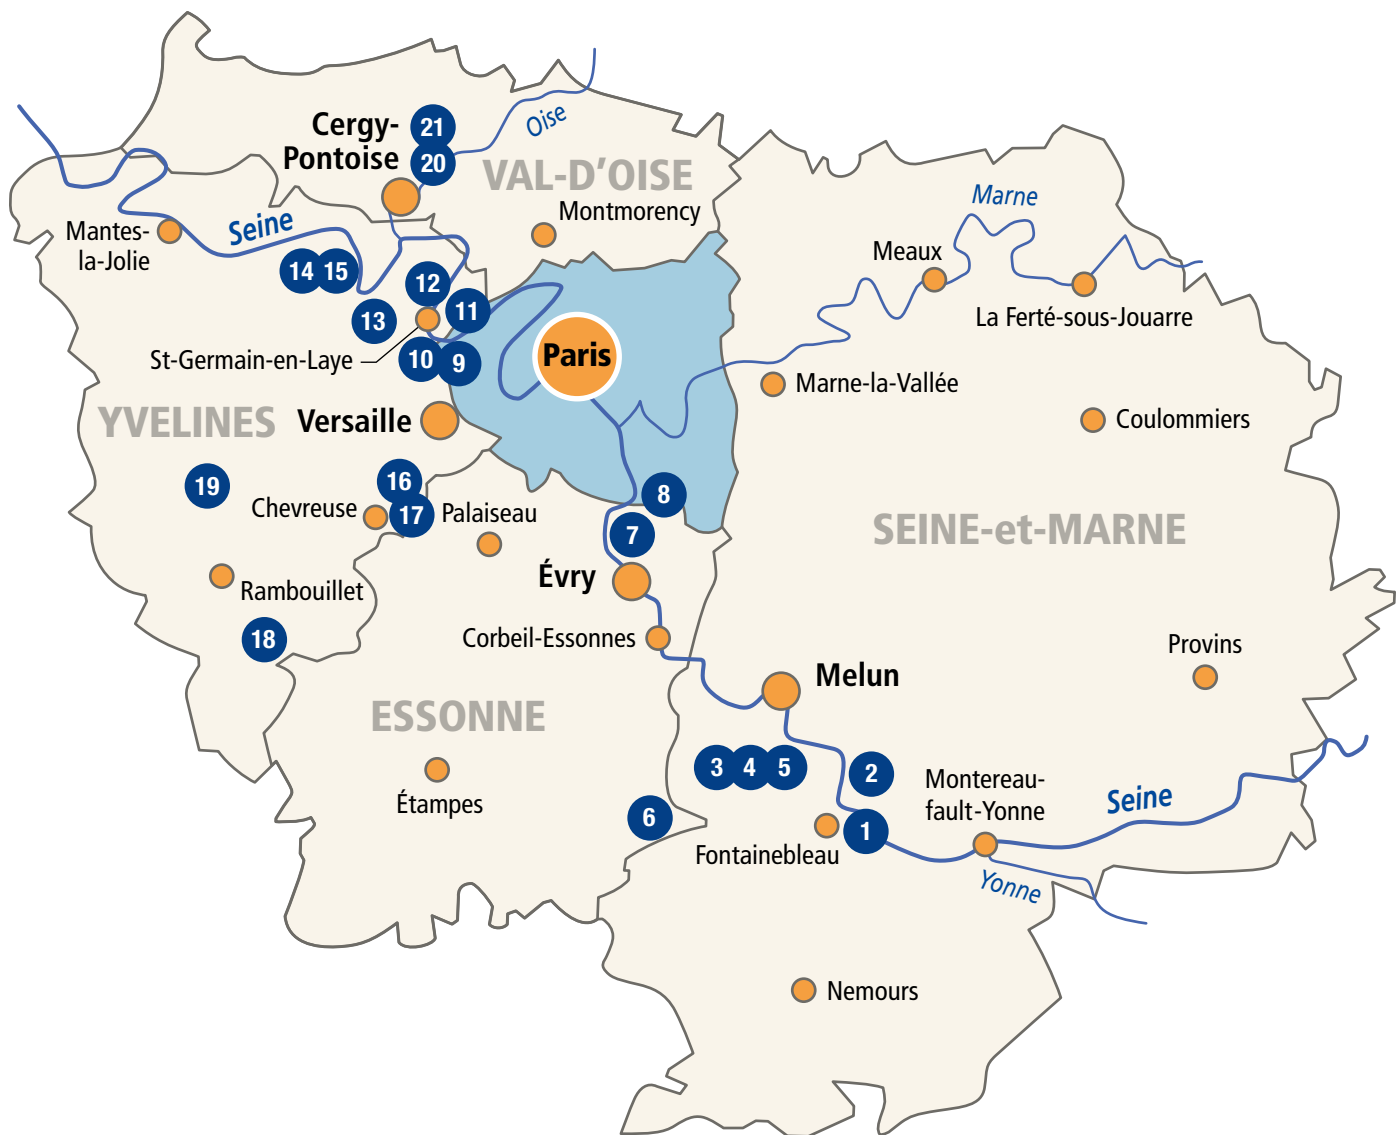 Cergy-
Pontoise
21
20
Oise
VAL-D'OISE
Montmorency
Mantes-
la-Jolie
Seine
14
15
12
11
13
St-Germain-en-Laye
10
9
Paris
Marne
Meaux
La Ferté-sous-Jouarre
Marne-la-Vallée
Coulommiers
YVELINES
Versaille
19
16
Chevreuse
17
Palaiseau
8
7
SEINE-et-MARNE
Évry
Rambouillet
18
Corbeil-Essonnes
Provins
Melun
ESSONNE
3
4
5
2
Étampes
6
1
Fontainebleau
Montereau-
fault-Yonne
Seine
Yonne
Nemours